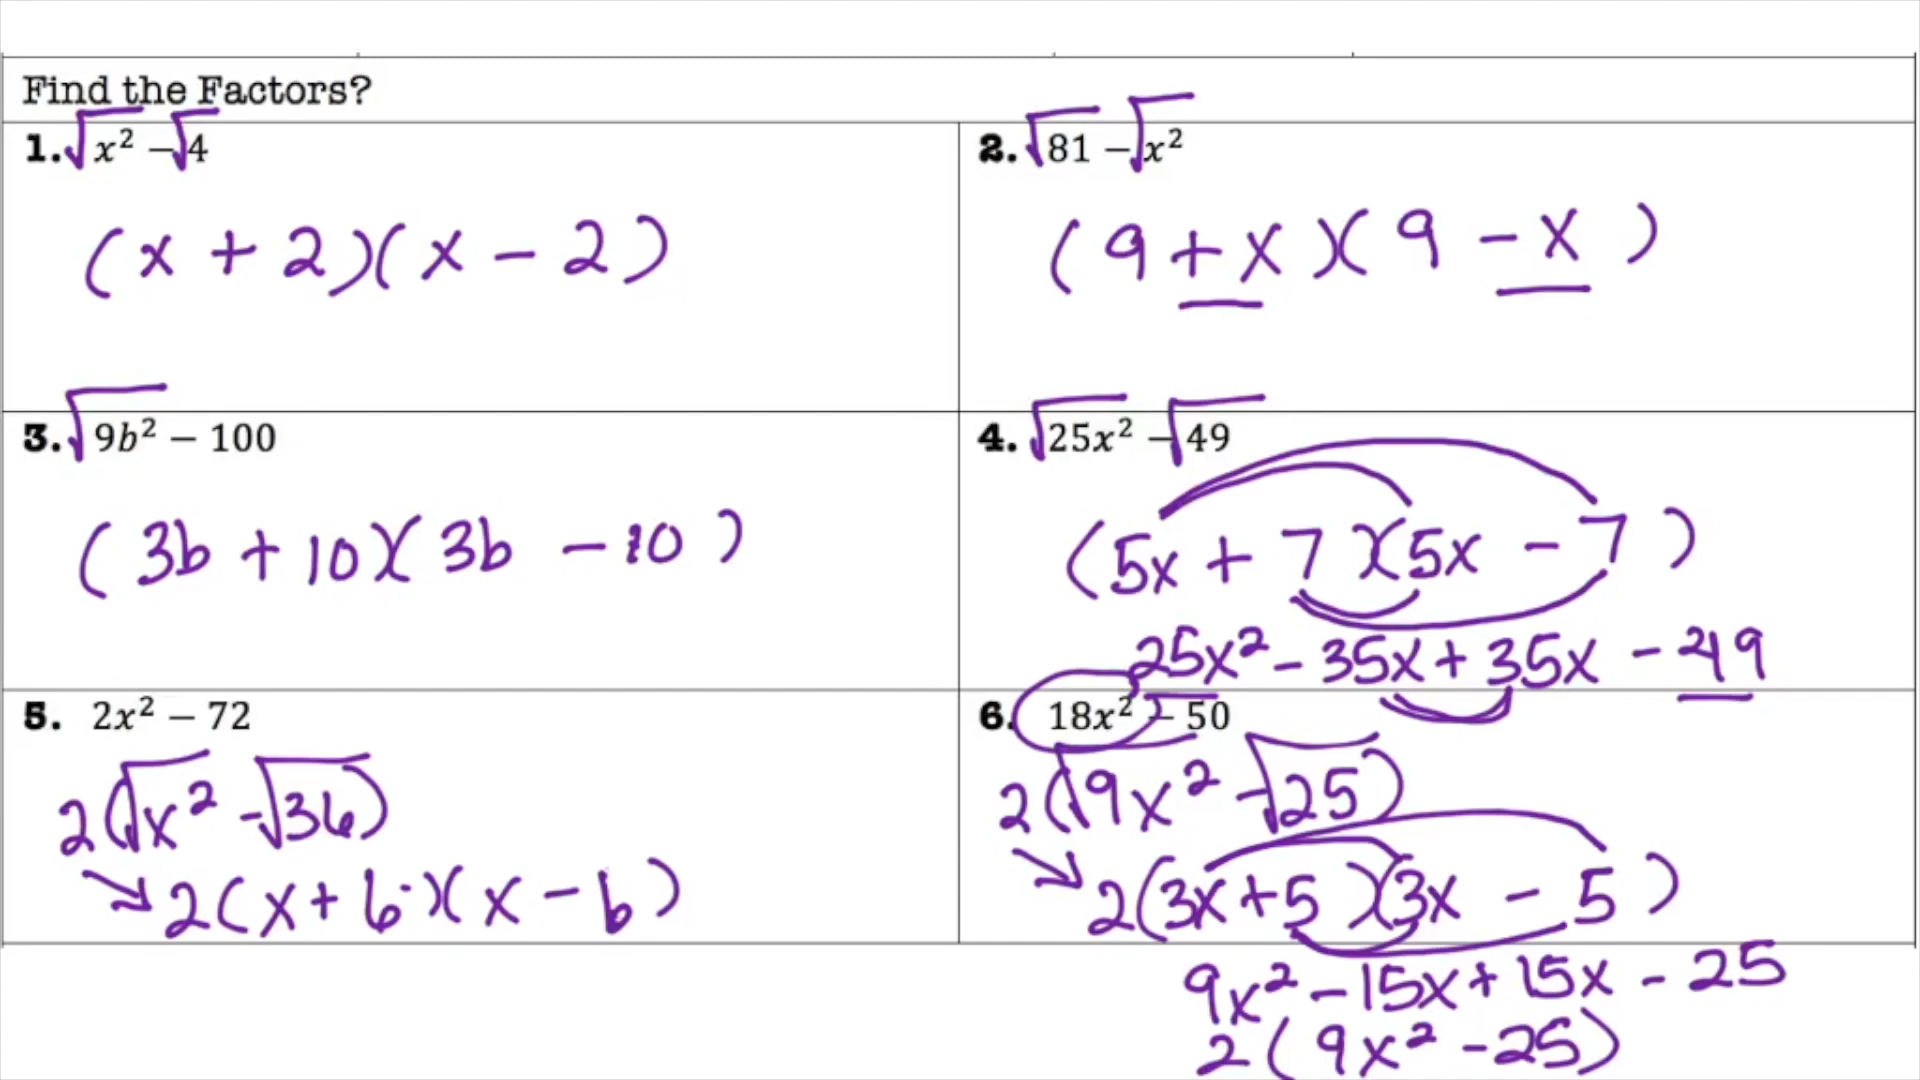 Find the Factors?
1. √x² − √4
(x + 2)(x − 2)
2. √81 − √x²
(9 + x)(9 − x)
3. √9b² − 100
(3b + 10)(3b − 10)
4. √25x² − √49
(5x + 7)(5x − 7)
25x² − 35x + 35x − 49
5. 2x² − 72
2(√x² − √36)
→ 2(x + 6)(x − 6)
6. 18x² − 50
2(√9x² − √25)
→ 2(3x + 5)(3x − 5)
9x² − 15x + 15x − 25
2(9x² − 25)